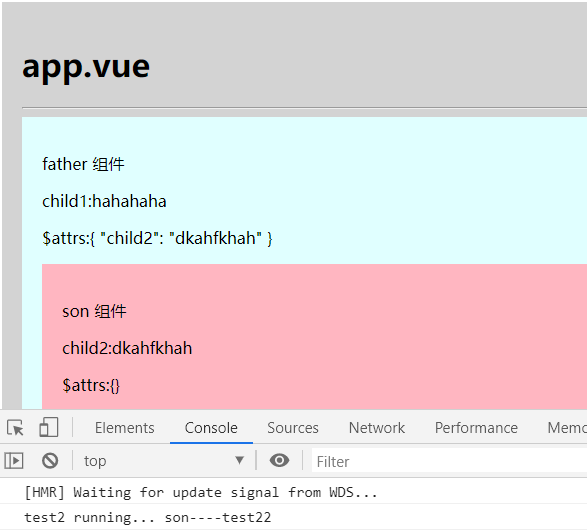 app.vue
father 组件
child1:hahahaha
$attrs:{ "child2": "dkahfkhah" }
son 组件
child2:dkahfkhah
$attrs:{}
Elements Console Sources Network Performance Memo
top ▼ Filter
[HMR] Waiting for update signal from WDS...
test2 running... son----test22